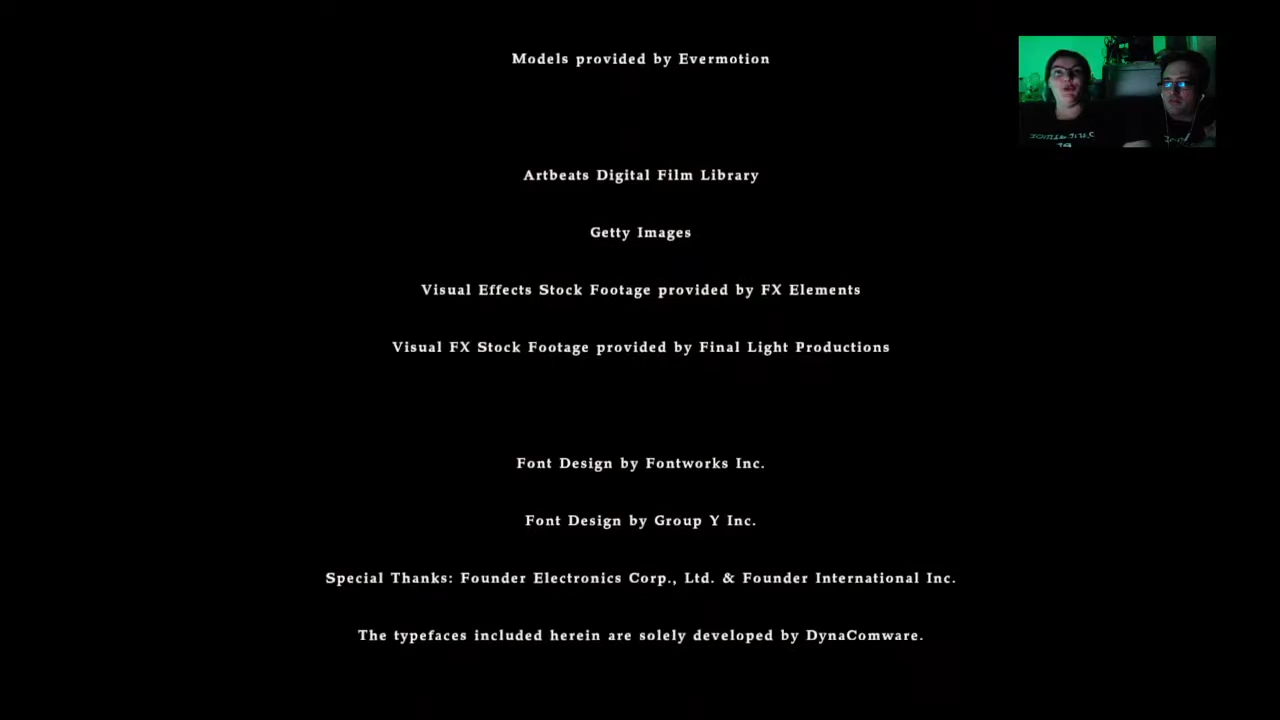 Models provided by Evermotion
Artbeats Digital Film Library
Getty Images
Visual Effects Stock Footage provided by FX Elements
Visual FX Stock Footage provided by Final Light Productions
Font Design by Fontworks Inc.
Font Design by Group Y Inc.
Special Thanks: Founder Electronics Corp., Ltd. & Founder International Inc.
The typefaces included herein are solely developed by DynaComware.